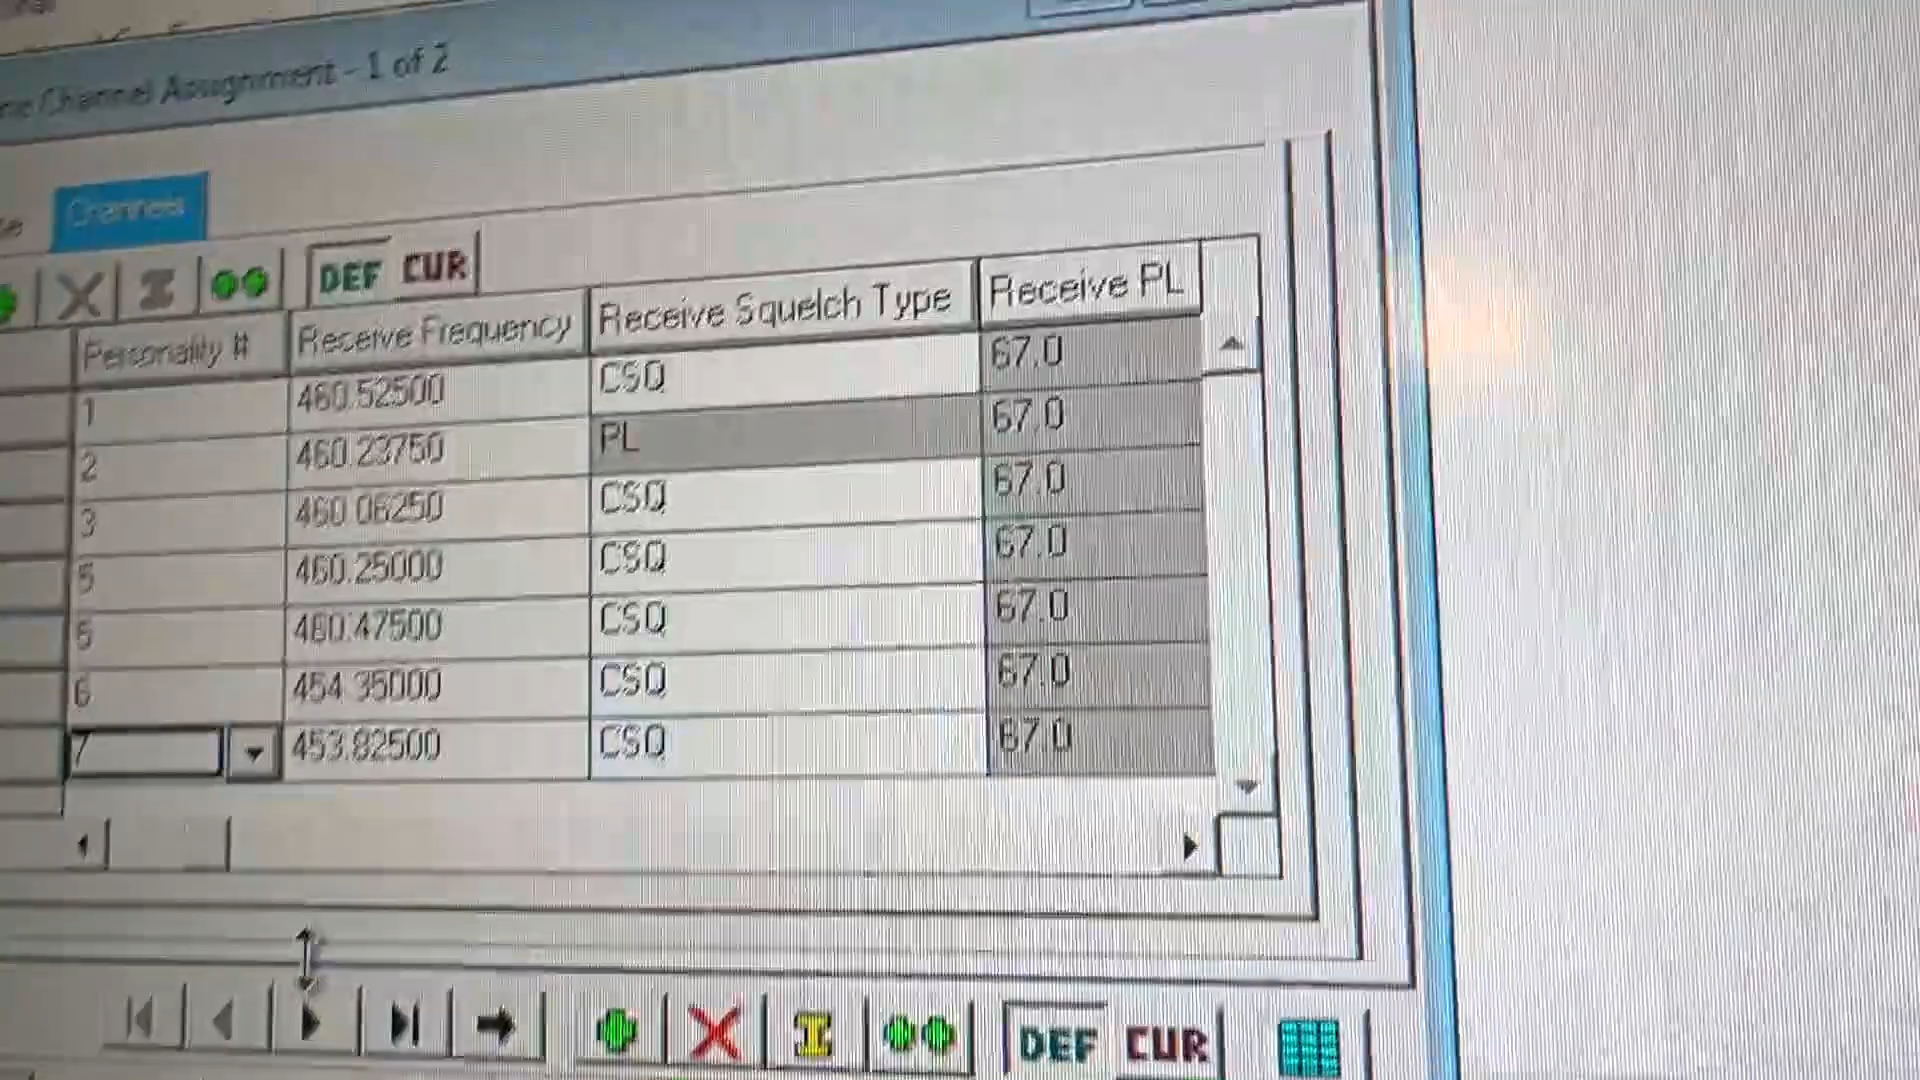 Channel Assignment - 1 of 2
Channels
DEF CUR
Personality # Receive Frequency Receive Squelch Type Receive PL
1 460.52500 CSQ 67.0
2 460.23750 PL 67.0
3 460.06250 CSQ 67.0
5 460.25000 CSQ 67.0
5 460.47500 CSQ 67.0
6 454.35000 CSQ 67.0
7 453.82500 CSQ 67.0
DEF CUR